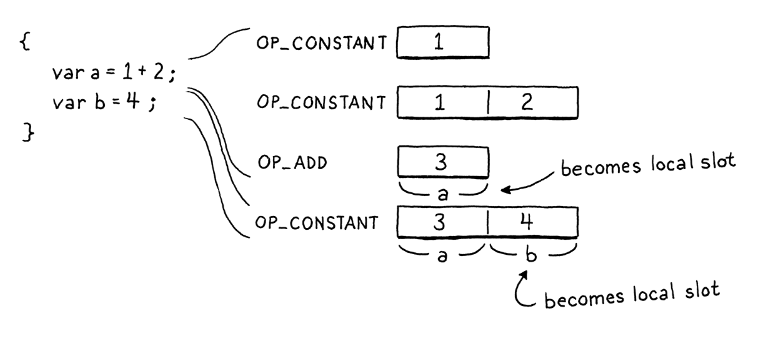 {
var a = 1 + 2;
var b = 4 ;
}
OP_CONSTANT 1
OP_CONSTANT 1 2
OP_ADD 3
a
becomes local slot
OP_CONSTANT 3 4
a b
becomes local slot